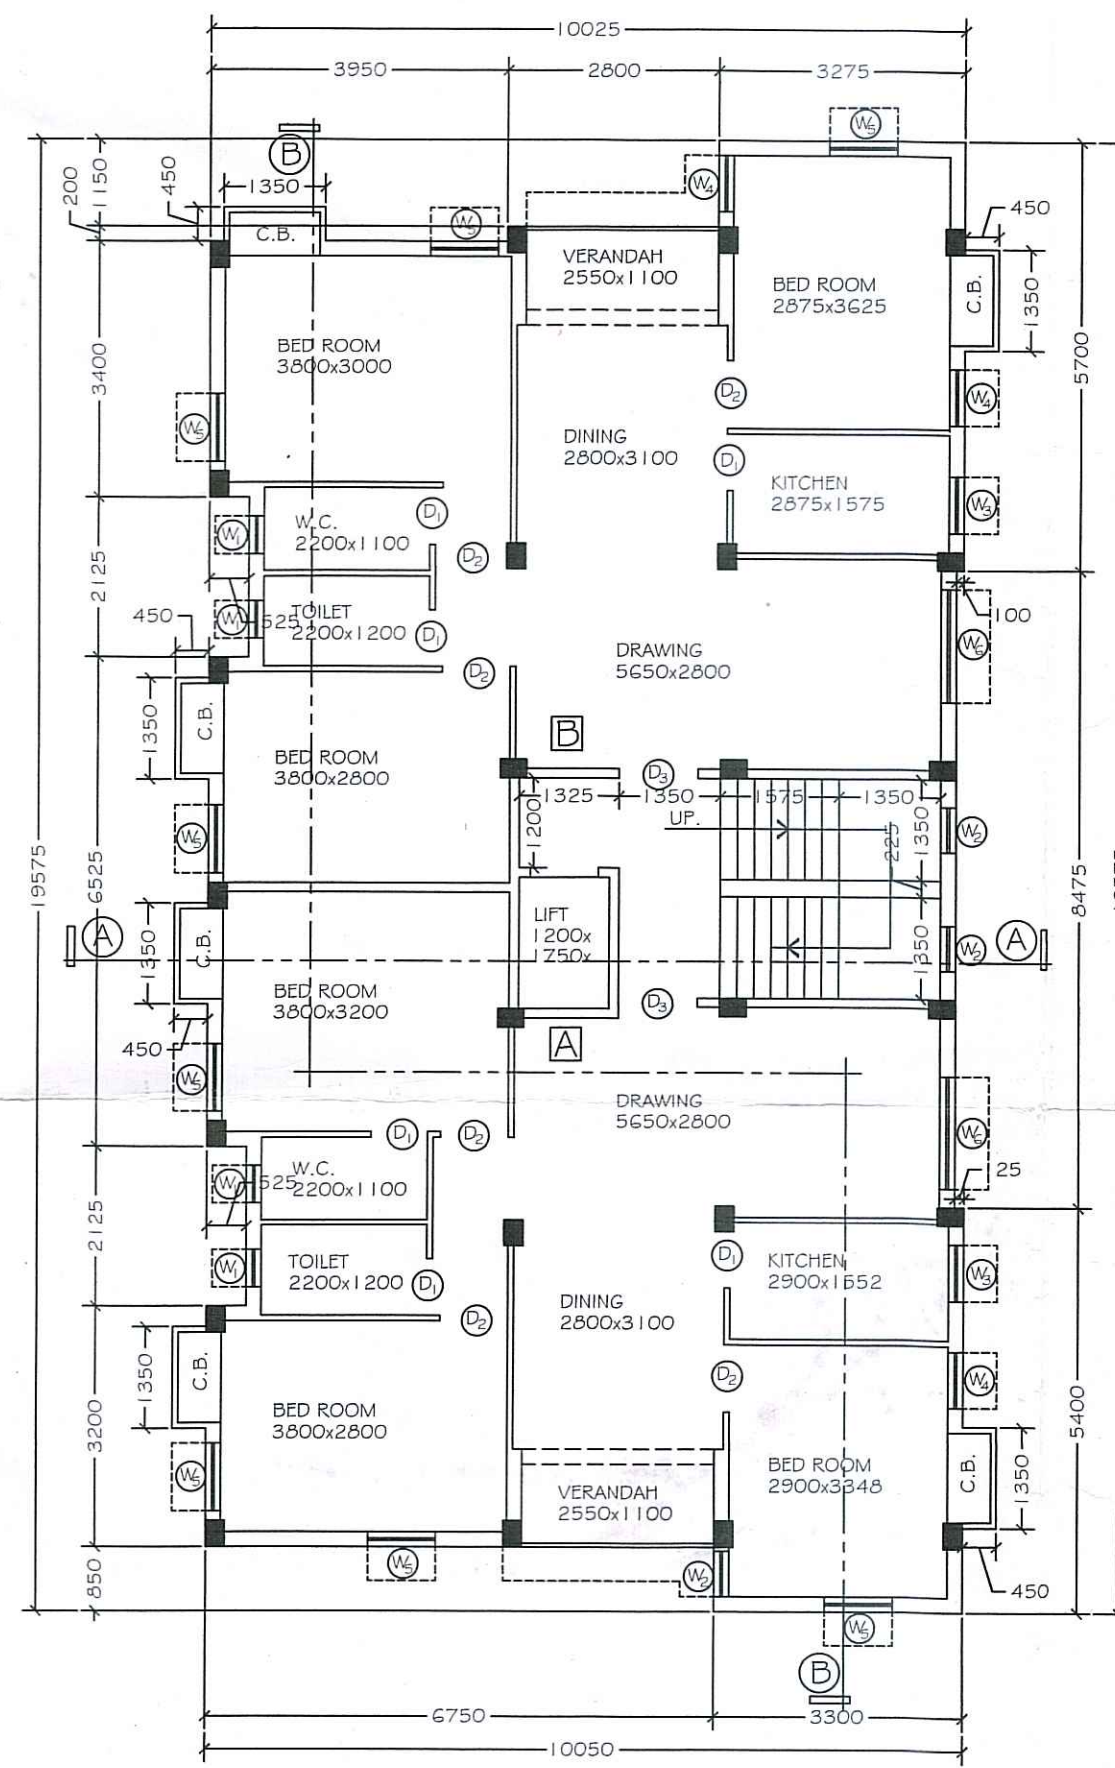 10025
3950
2800
3275
W5
B
1150
200
450
1350
C.B.
W5
W4
450
VERANDAH
2550x1100
BED ROOM
2875x3625
C.B.
1350
3400
BED ROOM
3800x3000
5700
W5
D2
W4
DINING
2800x3100
D1
KITCHEN
2875x1575
W3
W1
W.C.
2200x1100
D1
D2
2125
W1
525
TOILET
2200x1200
D1
450
100
W6
D2
DRAWING
5650x2800
1350
C.B.
B
BED ROOM
3800x2800
D3
1325
1350
1575
1350
1200
UP.
W5
225
1350
W2
19575
6525
8475
A
1350
C.B.
LIFT
1200x
1750x
1350
W2
A
BED ROOM
3800x3200
D3
450
A
W5
DRAWING
5650x2800
D1
D2
W6
W1
525
W.C.
2200x1100
25
2125
W1
TOILET
2200x1200
D1
D1
KITCHEN
2900x1552
W3
D2
DINING
2800x3100
1350
C.B.
D2
W4
3200
BED ROOM
3800x2800
5400
W5
BED ROOM
2900x3348
C.B.
1350
VERANDAH
2550x1100
850
W5
W2
450
W5
B
6750
3300
10050